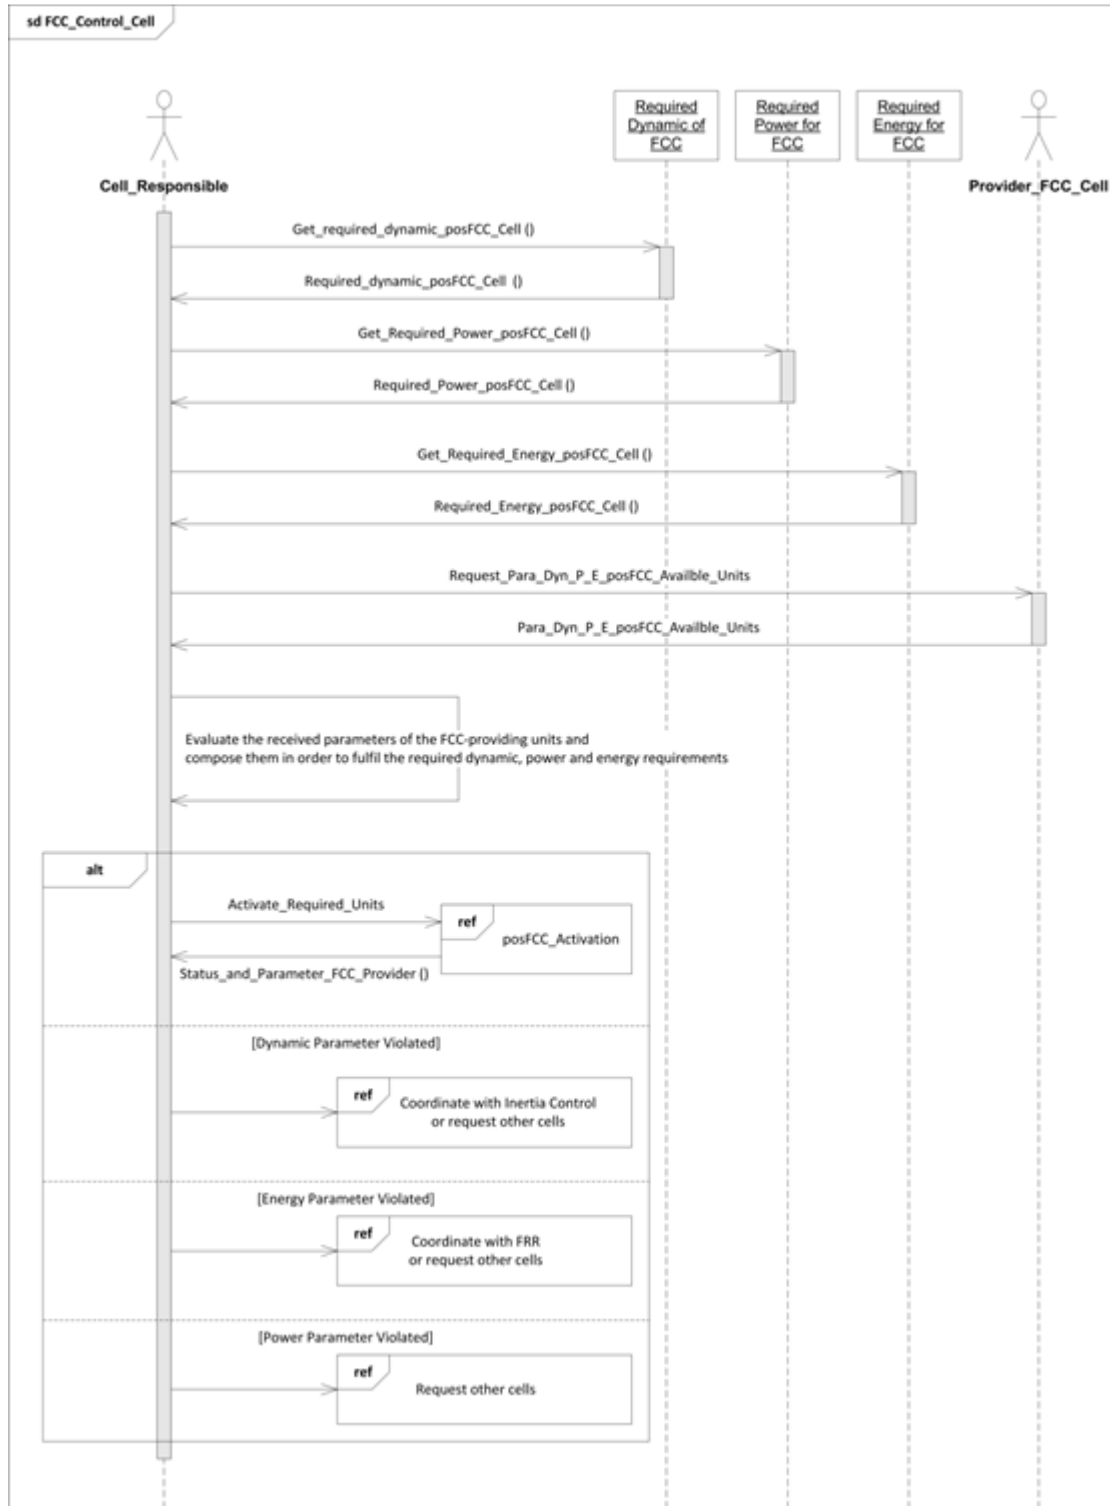 sd FCC_Control_Cell
Required
Dynamic of
FCC
Required
Power for
FCC
Required
Energy for
FCC
Cell_Responsible
Provider_FCC_Cell
Get_required_dynamic_posFCC_Cell ()
Required_dynamic_posFCC_Cell ()
Get_Required_Power_posFCC_Cell ()
Required_Power_posFCC_Cell ()
Get_Required_Energy_posFCC_Cell ()
Required_Energy_posFCC_Cell ()
Request_Para_Dyn_P_E_posFCC_Availble_Units
Para_Dyn_P_E_posFCC_Availble_Units
Evaluate the received parameters of the FCC-providing units and
compose them in order to fulfil the required dynamic, power and energy requirements
alt
Activate_Required_Units
ref
posFCC_Activation
Status_and_Parameter_FCC_Provider ()
[Dynamic Parameter Violated]
ref
Coordinate with Inertia Control
or request other cells
[Energy Parameter Violated]
ref
Coordinate with FRR
or request other cells
[Power Parameter Violated]
ref
Request other cells